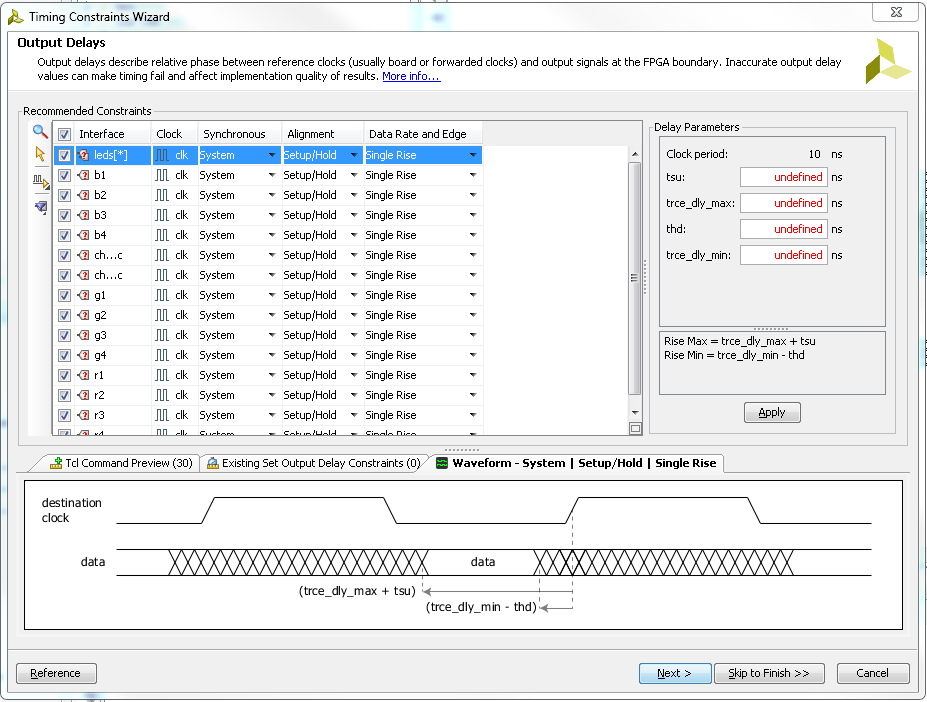 Timing Constraints Wizard
Output Delays
Output delays describe relative phase between reference clocks (usually board or forwarded clocks) and output signals at the FPGA boundary. Inaccurate output delay
values can make timing fail and affect implementation quality of results. More info...
Recommended Constraints
Interface Clock Synchronous Alignment Data Rate and Edge
leds[*] clk System Setup/Hold Single Rise
b1 clk System Setup/Hold Single Rise
b2 clk System Setup/Hold Single Rise
b3 clk System Setup/Hold Single Rise
b4 clk System Setup/Hold Single Rise
ch...c clk System Setup/Hold Single Rise
ch...c clk System Setup/Hold Single Rise
g1 clk System Setup/Hold Single Rise
g2 clk System Setup/Hold Single Rise
g3 clk System Setup/Hold Single Rise
g4 clk System Setup/Hold Single Rise
r1 clk System Setup/Hold Single Rise
r2 clk System Setup/Hold Single Rise
r3 clk System Setup/Hold Single Rise
r4 clk System Setup/Hold Single Rise
Delay Parameters
Clock period: 10 ns
tsu: undefined ns
trce_dly_max: undefined ns
thd: undefined ns
trce_dly_min: undefined ns
Rise Max = trce_dly_max + tsu
Rise Min = trce_dly_min - thd
Apply
Tcl Command Preview (30) Existing Set Output Delay Constraints (0) Waveform - System | Setup/Hold | Single Rise
destination
clock
data data
(trce_dly_max + tsu)
(trce_dly_min - thd)
Reference Next > Skip to Finish >> Cancel